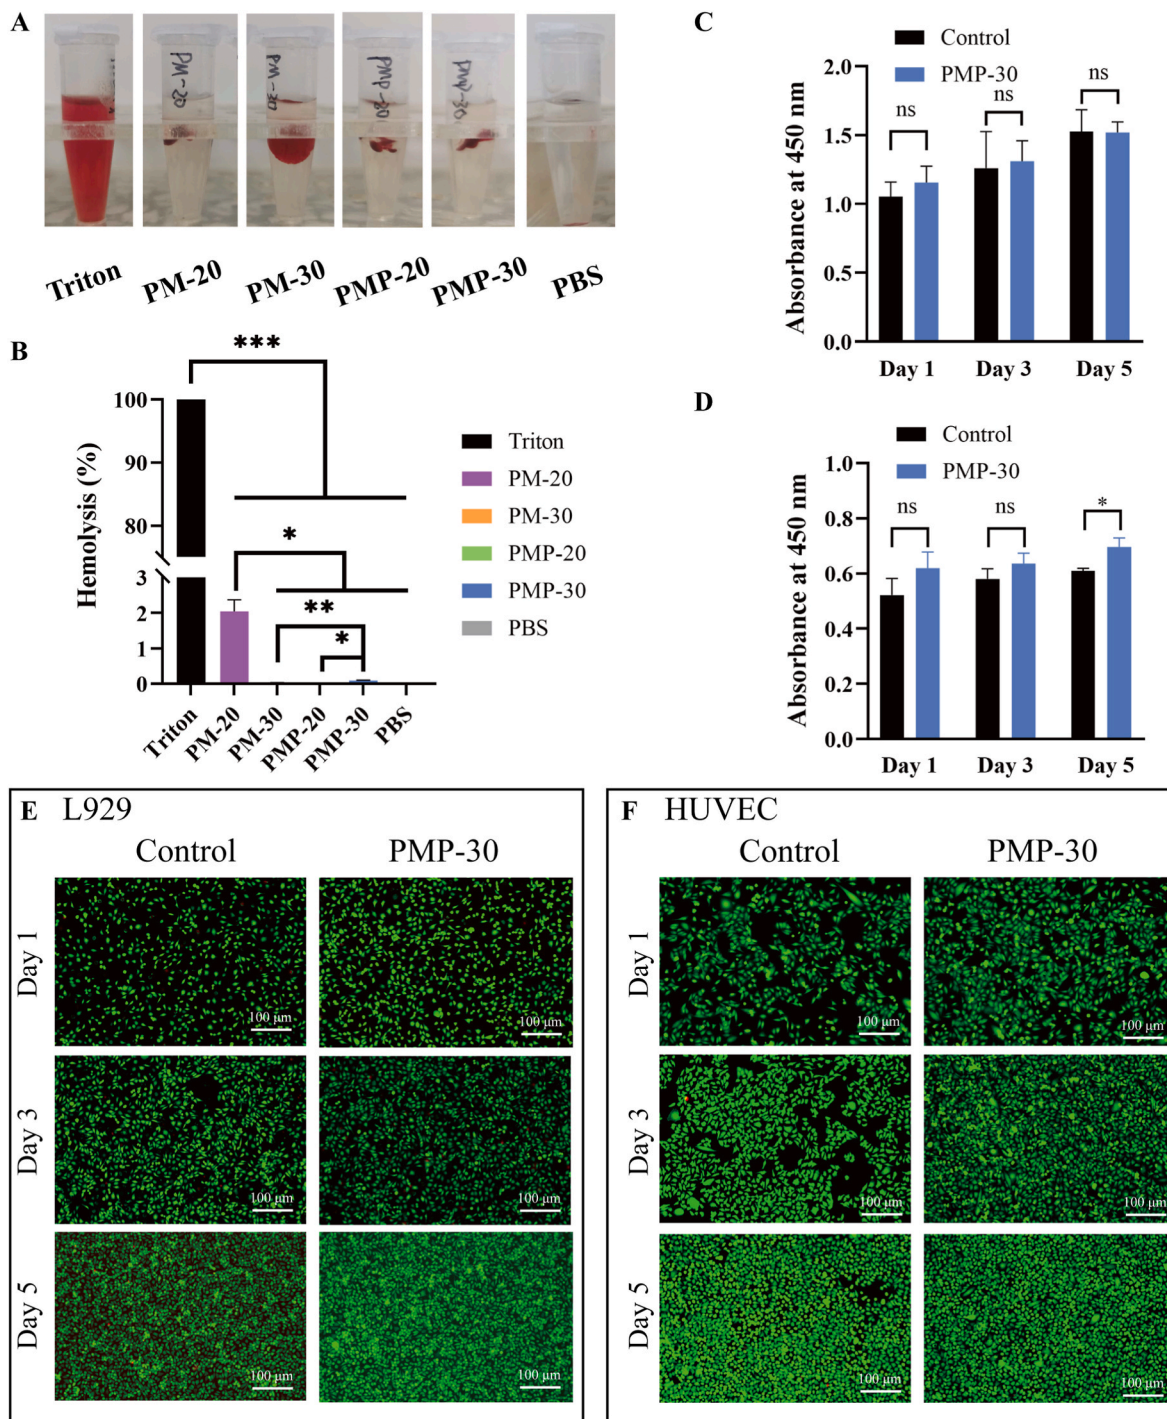 A
PM-20
PM-30
PMP-20
PMP-30
Triton
PM-20
PM-30
PMP-20
PMP-30
PBS
B
***
*
**
*
Hemolysis (%)
100
90
80
3
2
1
0
Triton
PM-20
PM-30
PMP-20
PMP-30
PBS
Triton
PM-20
PM-30
PMP-20
PMP-30
PBS
C
Control
PMP-30
Absorbance at 450 nm
2.0
1.5
1.0
0.5
0.0
ns
ns
ns
Day 1
Day 3
Day 5
D
Control
PMP-30
Absorbance at 450 nm
1.0
0.8
0.6
0.4
0.2
0.0
ns
ns
*
Day 1
Day 3
Day 5
E L929
Control
PMP-30
Day 1
100 μm
100 μm
Day 3
100 μm
100 μm
Day 5
100 μm
100 μm
F HUVEC
Control
PMP-30
Day 1
100 μm
100 μm
Day 3
100 μm
100 μm
Day 5
100 μm
100 μm